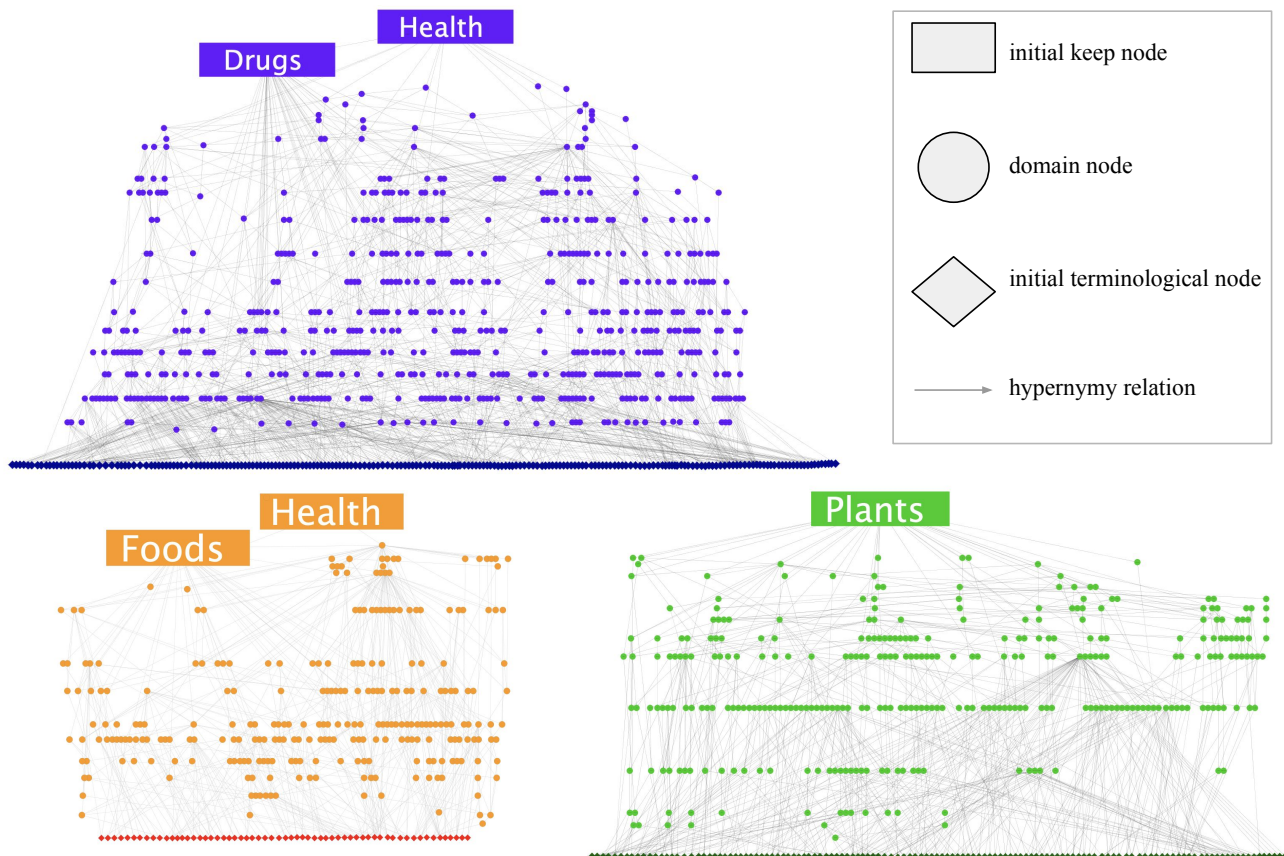 Health
Drugs
initial keep node
domain node
initial terminological node
hypernymy relation
Health
Foods
Plants